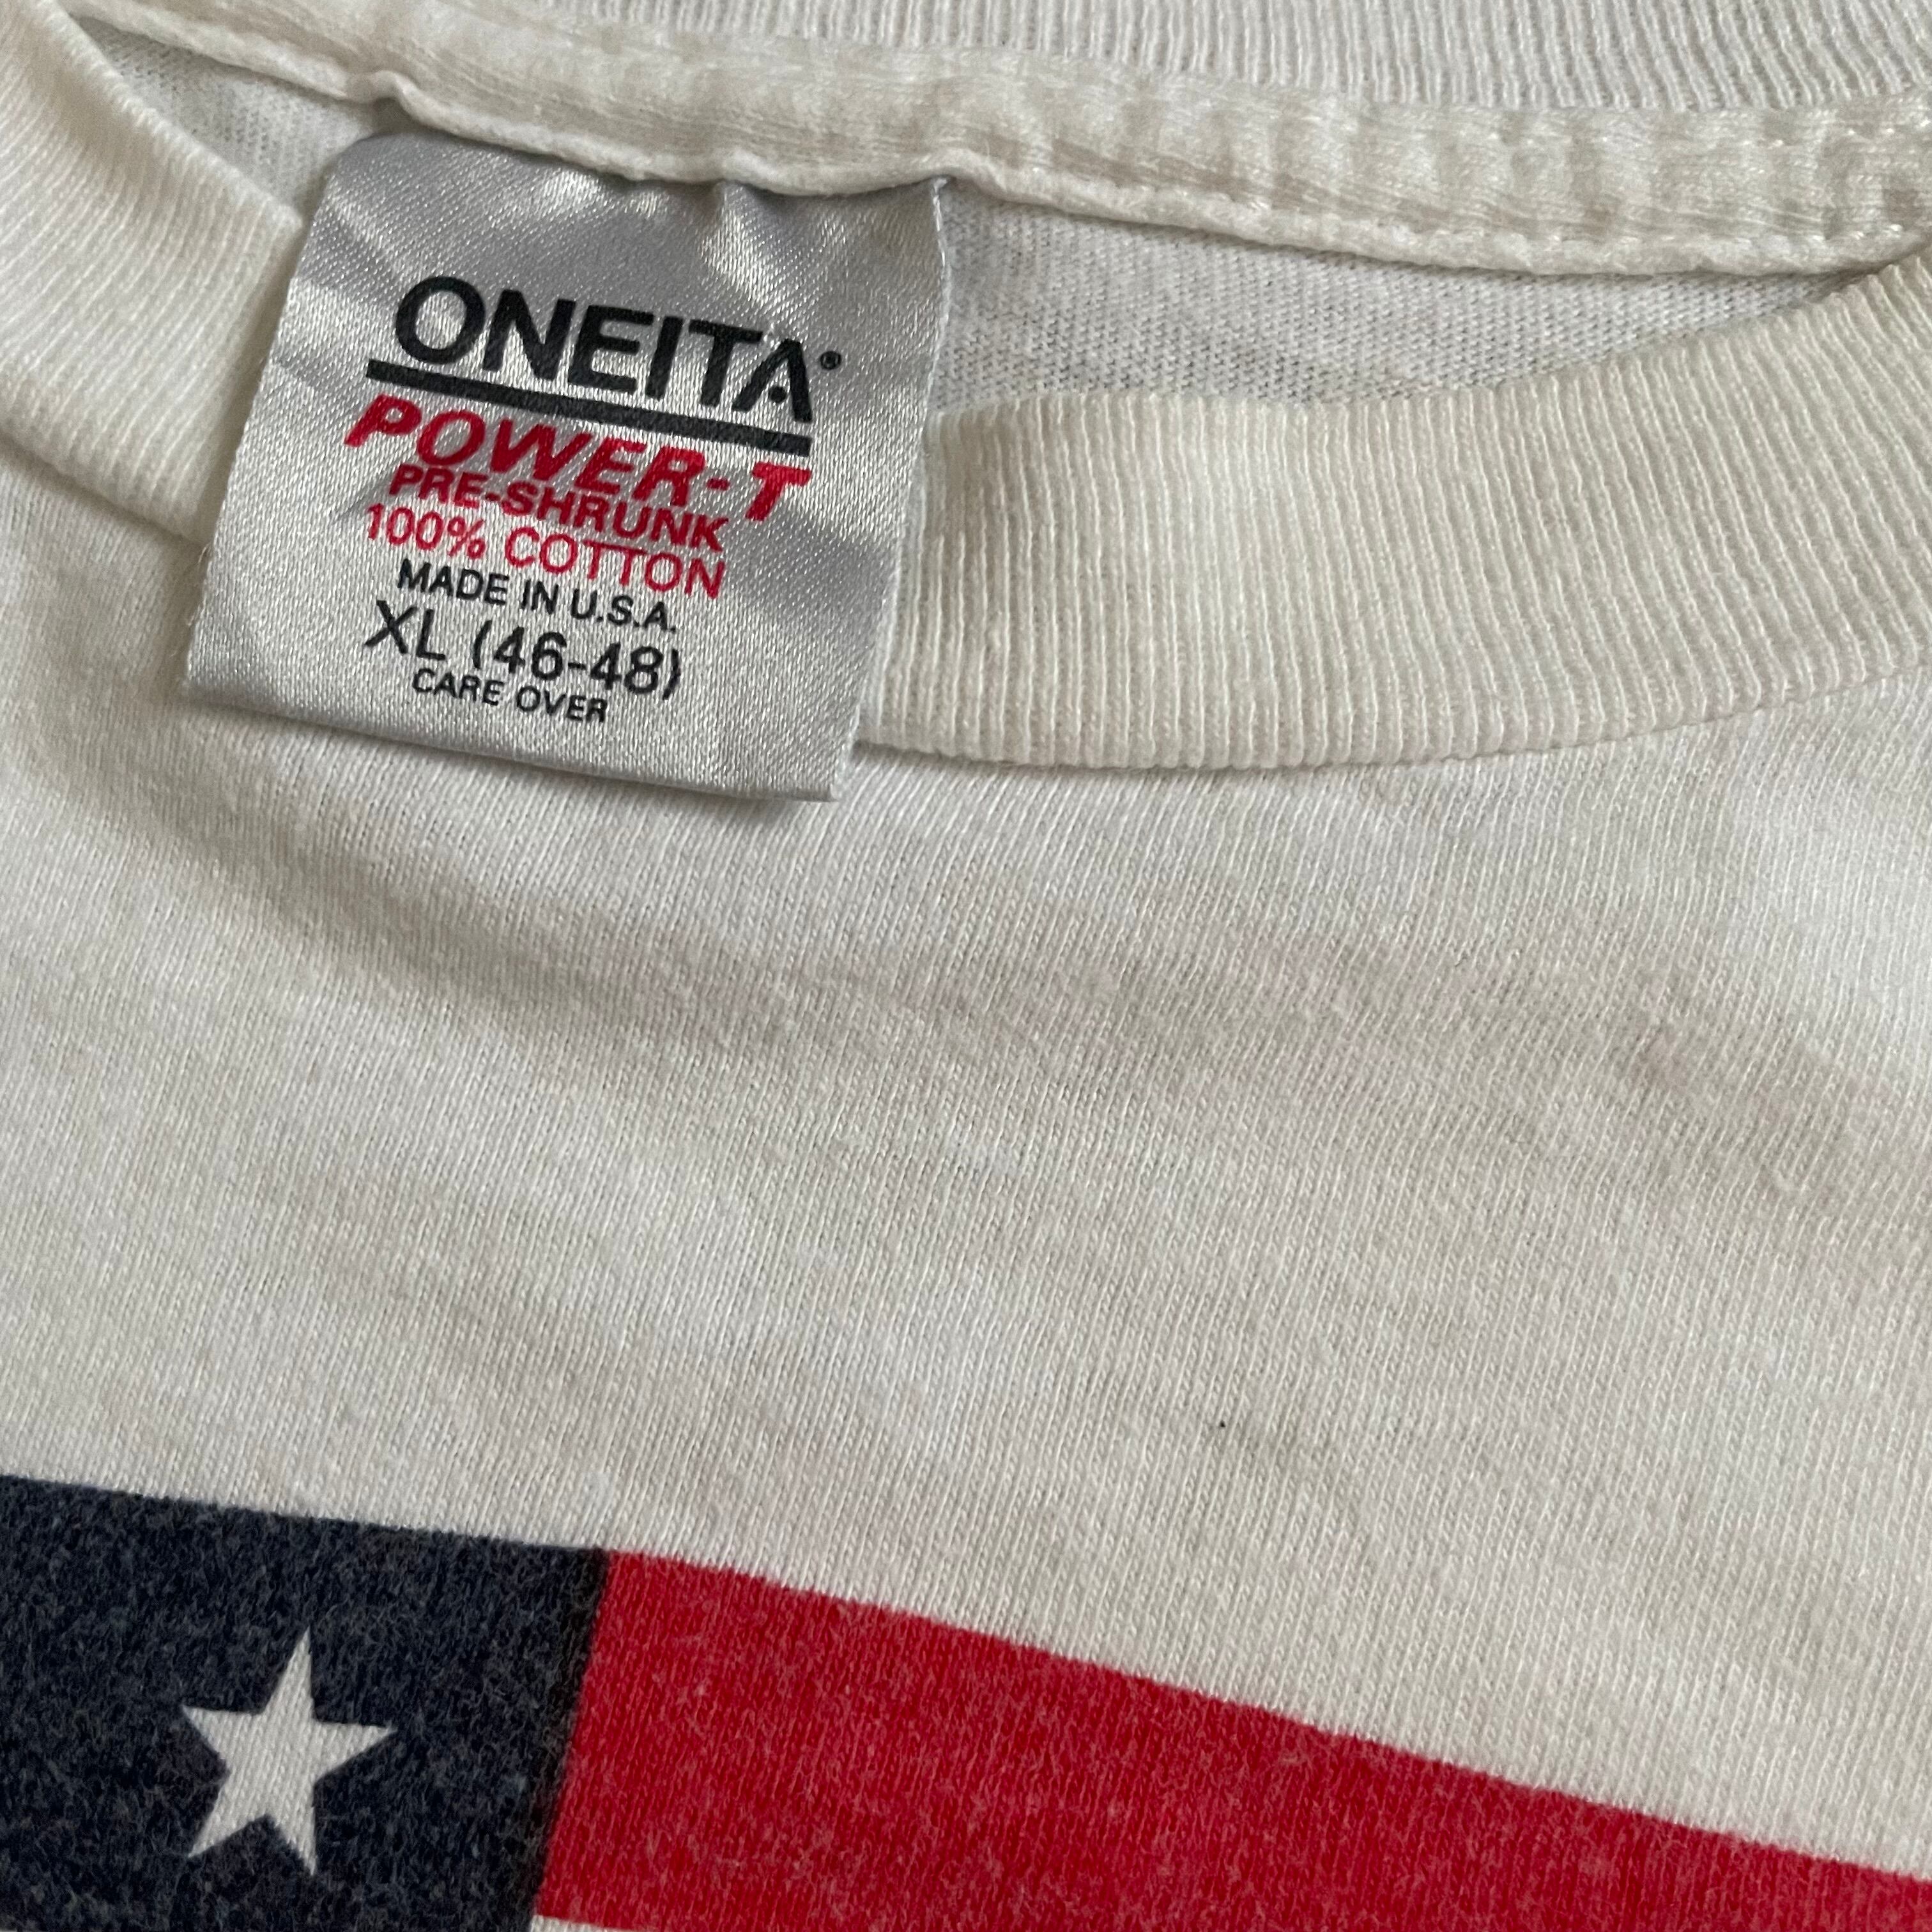 ONEITA®
POWER-T
PRE-SHRUNK
100% COTTON
MADE IN U.S.A.
XL (46-48)
CARE OVER